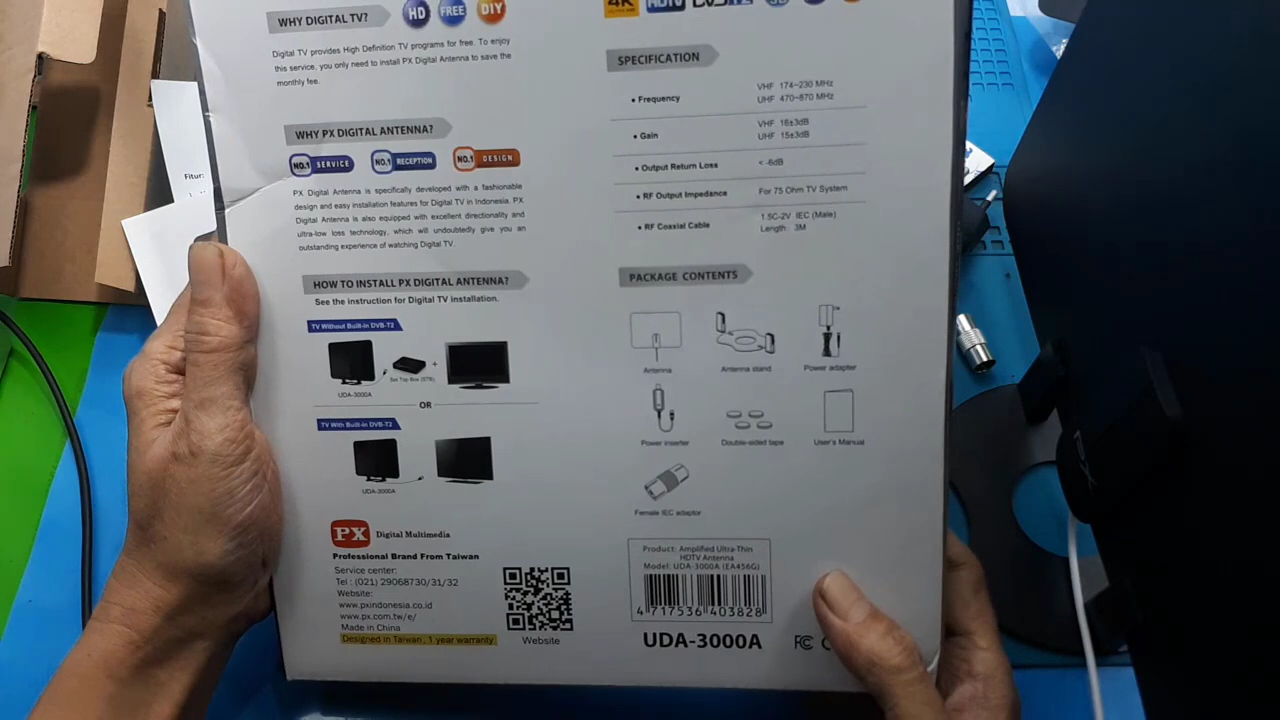 WHY DIGITAL TV?
HD
FREE
DIY
Digital TV provides High Definition TV programs for free. To enjoy
this service, you only need to install PX Digital Antenna to save the
monthly fee.
WHY PX DIGITAL ANTENNA?
NO.1 SERVICE
NO.1 RECEPTION
NO.1 DESIGN
PX Digital Antenna is specifically developed with a fashionable
design and easy installation features for Digital TV in Indonesia. PX
Digital Antenna is also equipped with excellent directionality and
ultra-low loss technology, which will undoubtedly give you an
outstanding experience of watching Digital TV.
HOW TO INSTALL PX DIGITAL ANTENNA?
See the instruction for Digital TV installation.
TV Without Built-in DVB-T2
Set Top Box (STB)
+
UDA-3000A
OR
TV With Built-in DVB-T2
UDA-3000A
PX Digital Multimedia
Professional Brand From Taiwan
Service center:
Tel : (021) 29068730/31/32
Website:
www.pxindonesia.co.id
www.px.com.tw/e/
Made in China
Designed in Taiwan, 1 year warranty
Website
4K
HDTV
DVB-T2
SPECIFICATION
• Frequency
VHF 174~230 MHz
UHF 470~870 MHz
• Gain
VHF 16±3dB
UHF 15±3dB
• Output Return Loss
< -6dB
• RF Output Impedance
For 75 Ohm TV System
• RF Coaxial Cable
1.5C-2V IEC (Male)
Length: 3M
PACKAGE CONTENTS
Antenna
Antenna stand
Power adapter
Power inserter
Double-sided tape
User's Manual
Female IEC adaptor
Product: Amplified Ultra-Thin
HDTV Antenna
Model: UDA-3000A (EA456G)
4 717536 403828
UDA-3000A
FC
Fitur:
PX